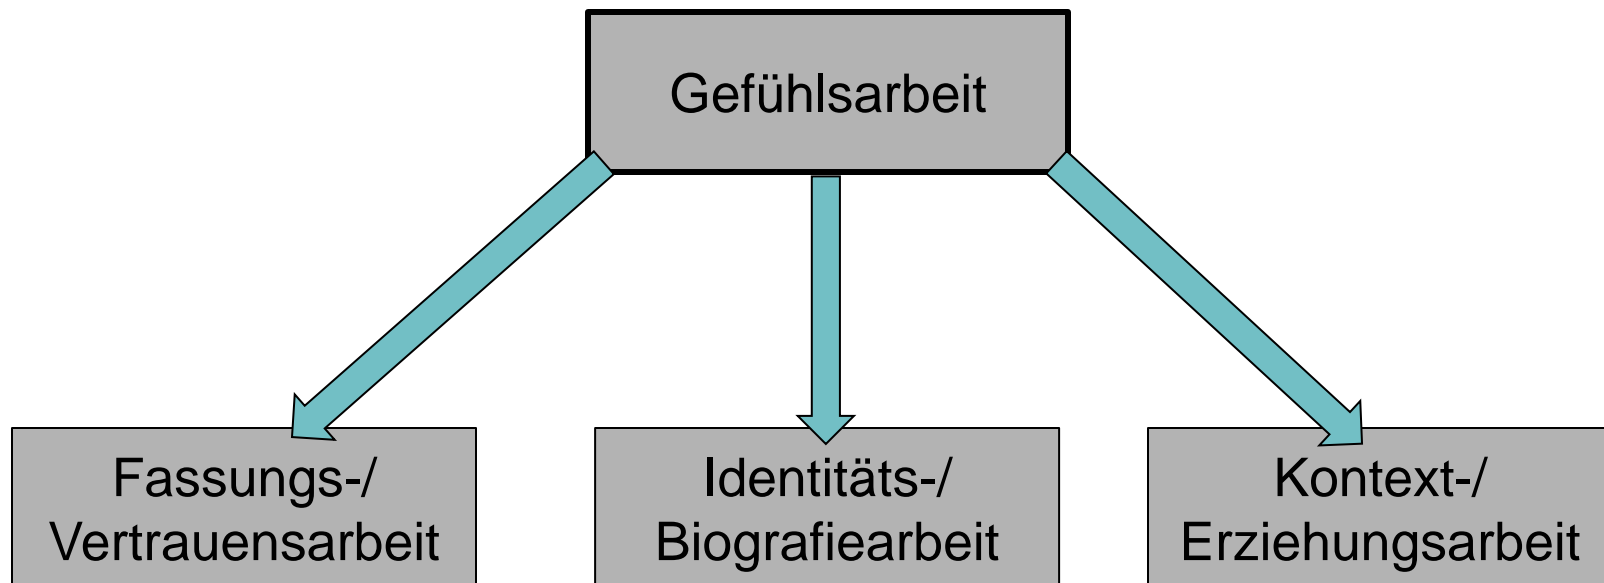 Gefühlsarbeit
Fassungs-/
Vertrauensarbeit
Identitäts-/
Biografiearbeit
Kontext-/
Erziehungsarbeit